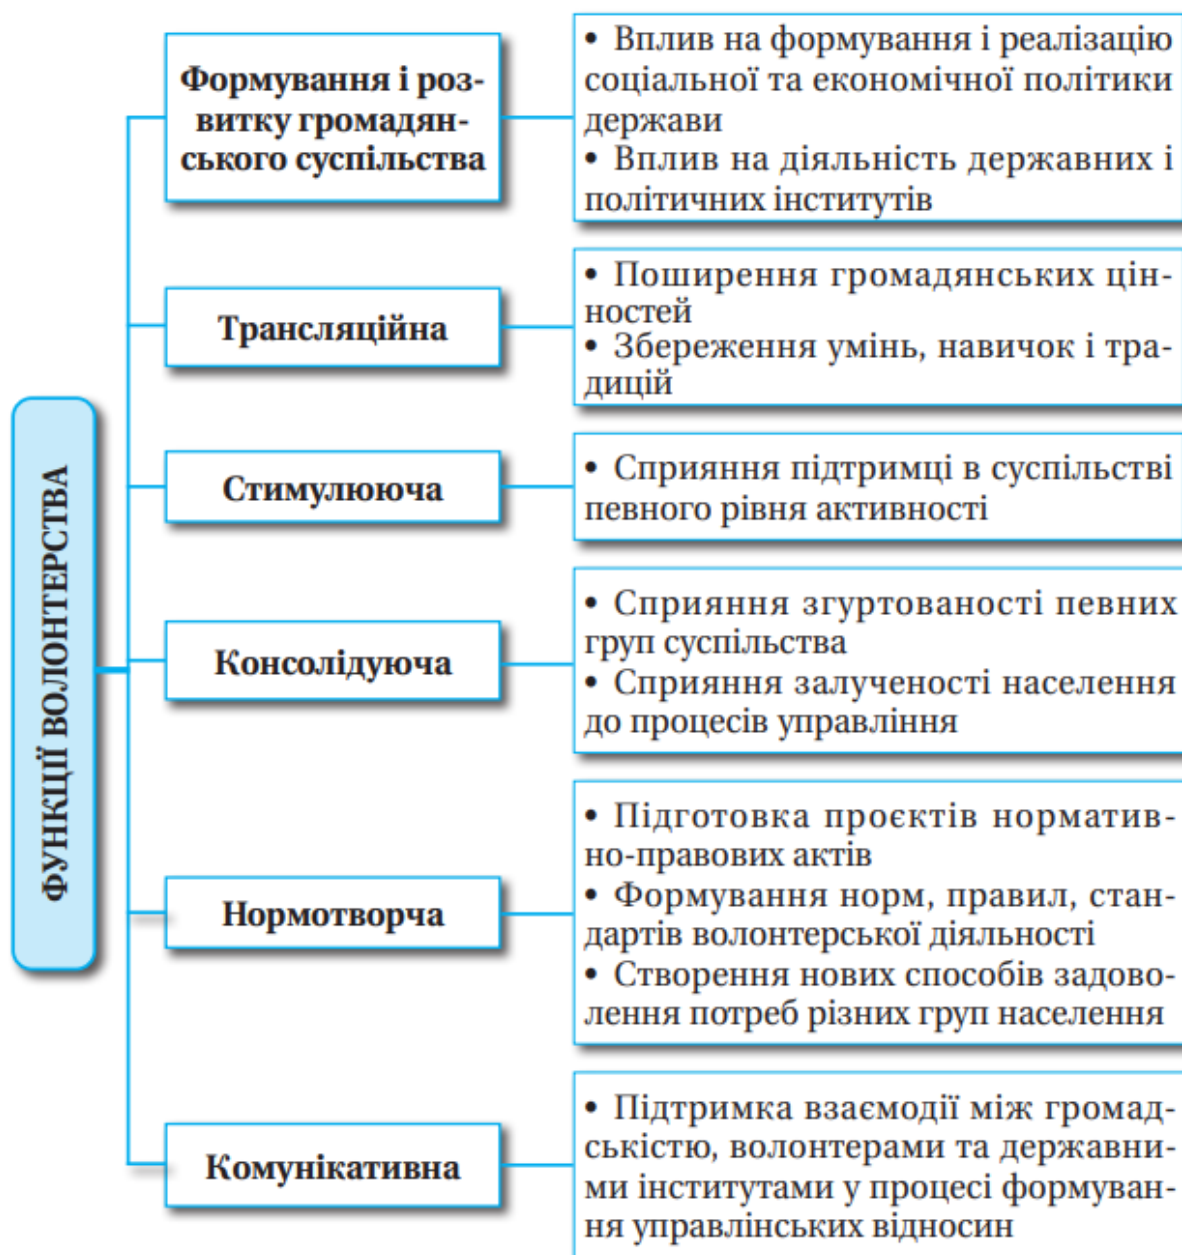 ФУНКЦІЇ ВОЛОНТЕРСТВА
Формування і роз-
витку громадян-
ського суспільства
• Вплив на формування і реалізацію
соціальної та економічної політики
держави
• Вплив на діяльність державних і
політичних інститутів
Трансляційна
• Поширення громадянських цін-
ностей
• Збереження умінь, навичок і тра-
дицій
Стимулююча
• Сприяння підтримці в суспільстві
певного рівня активності
Консолідуюча
• Сприяння згуртованості певних
груп суспільства
• Сприяння залученості населення
до процесів управління
Нормотворча
• Підготовка проєктів норматив-
но-правових актів
• Формування норм, правил, стан-
дартів волонтерської діяльності
• Створення нових способів задово-
лення потреб різних груп населення
Комунікативна
• Підтримка взаємодії між громад-
ськістю, волонтерами та державни-
ми інститутами у процесі формуван-
ня управлінських відносин